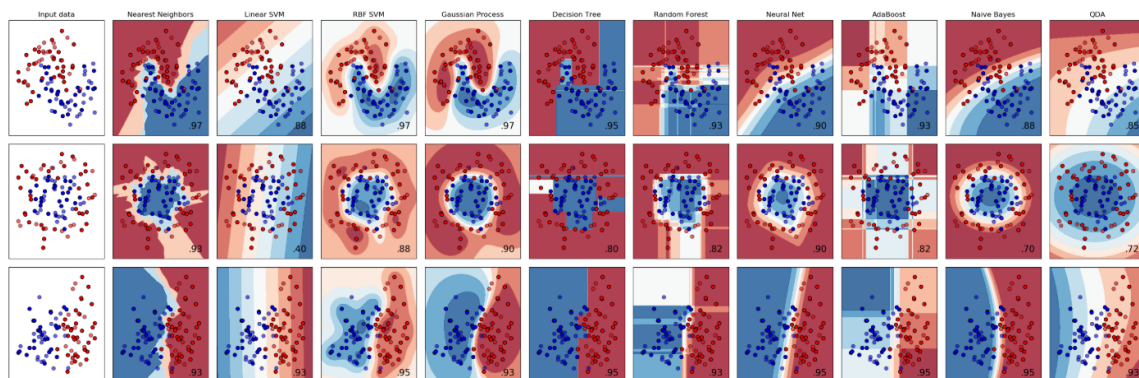 Input data
Nearest Neighbors
Linear SVM
RBF SVM
Gaussian Process
Decision Tree
Random Forest
Neural Net
AdaBoost
Naive Bayes
QDA
.97
.88
.97
.97
.95
.93
.90
.93
.88
.85
.93
.40
.88
.90
.80
.82
.90
.82
.70
.72
.93
.93
.95
.93
.95
.93
.95
.95
.95
.93